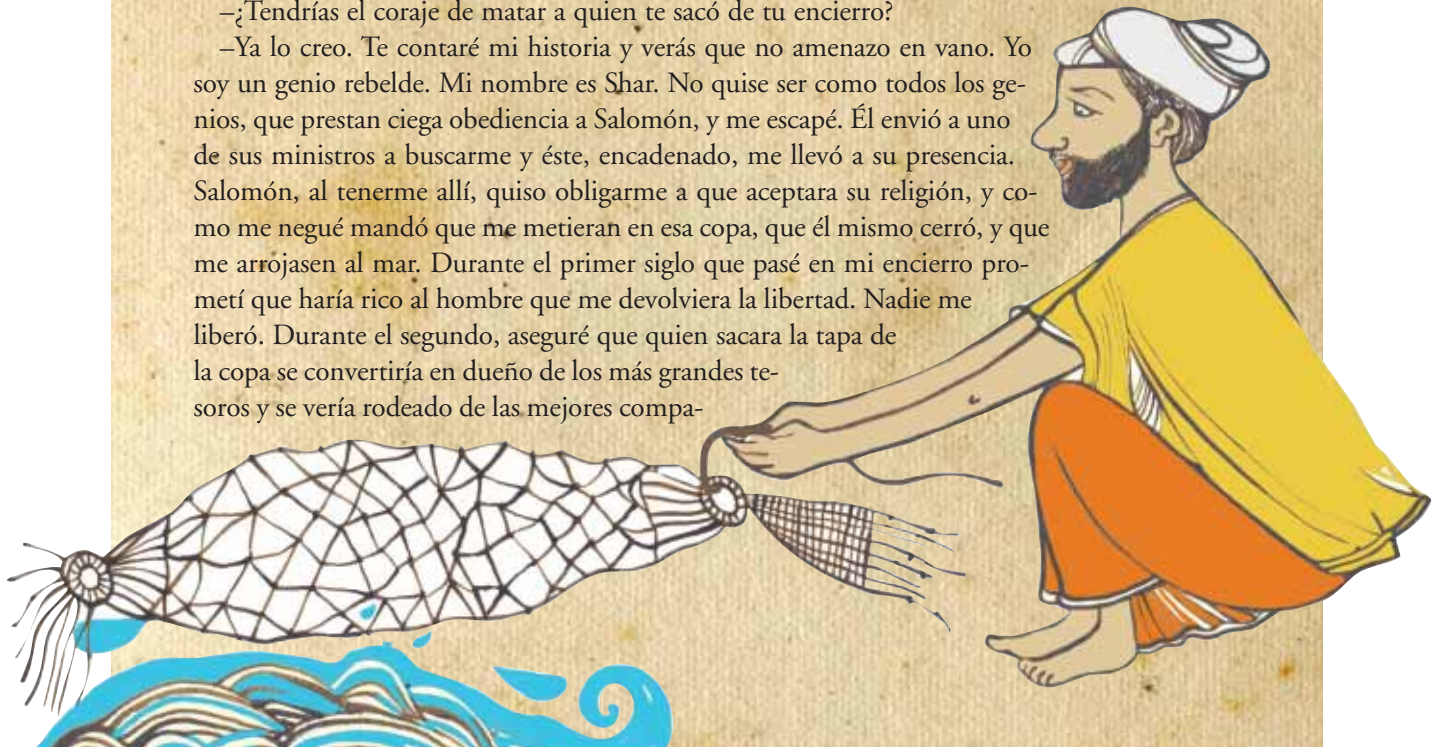 –¿Tendrías el coraje de matar a quien te sacó de tu encierro?
–Ya lo creo. Te contaré mi historia y verás que no amenazo en vano. Yo
soy un genio rebelde. Mi nombre es Shar. No quise ser como todos los ge-
nios, que prestan ciega obediencia a Salomón, y me escapé. Él envió a uno
de sus ministros a buscarme y éste, encadenado, me llevó a su presencia.
Salomón, al tenerme allí, quiso obligarme a que aceptara su religión, y co-
mo me negué mandó que me metieran en esa copa, que él mismo cerró, y que
me arrojasen al mar. Durante el primer siglo que pasé en mi encierro pro-
metí que haría rico al hombre que me devolviera la libertad. Nadie me
liberó. Durante el segundo, aseguré que quien sacara la tapa de
la copa se convertiría en dueño de los más grandes te-
soros y se vería rodeado de las mejores compa-